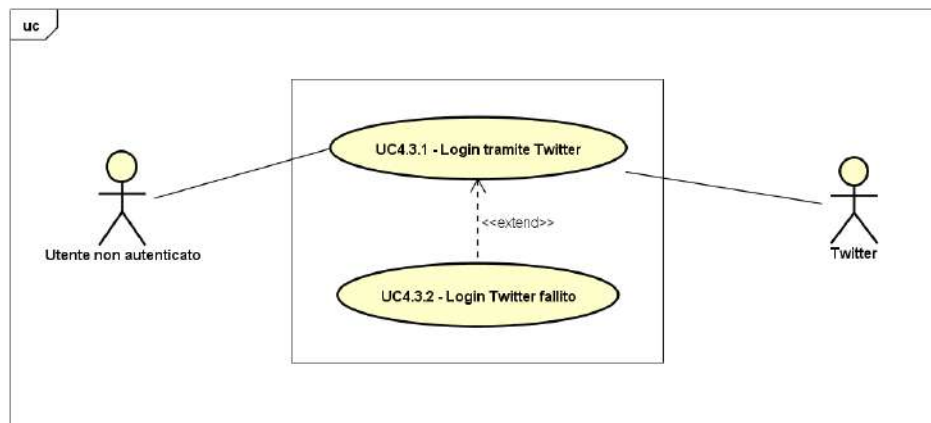 uc
UC4.3.1 - Login tramite Twitter
<<extend>>
Utente non autenticato
Twitter
UC4.3.2 - Login Twitter fallito